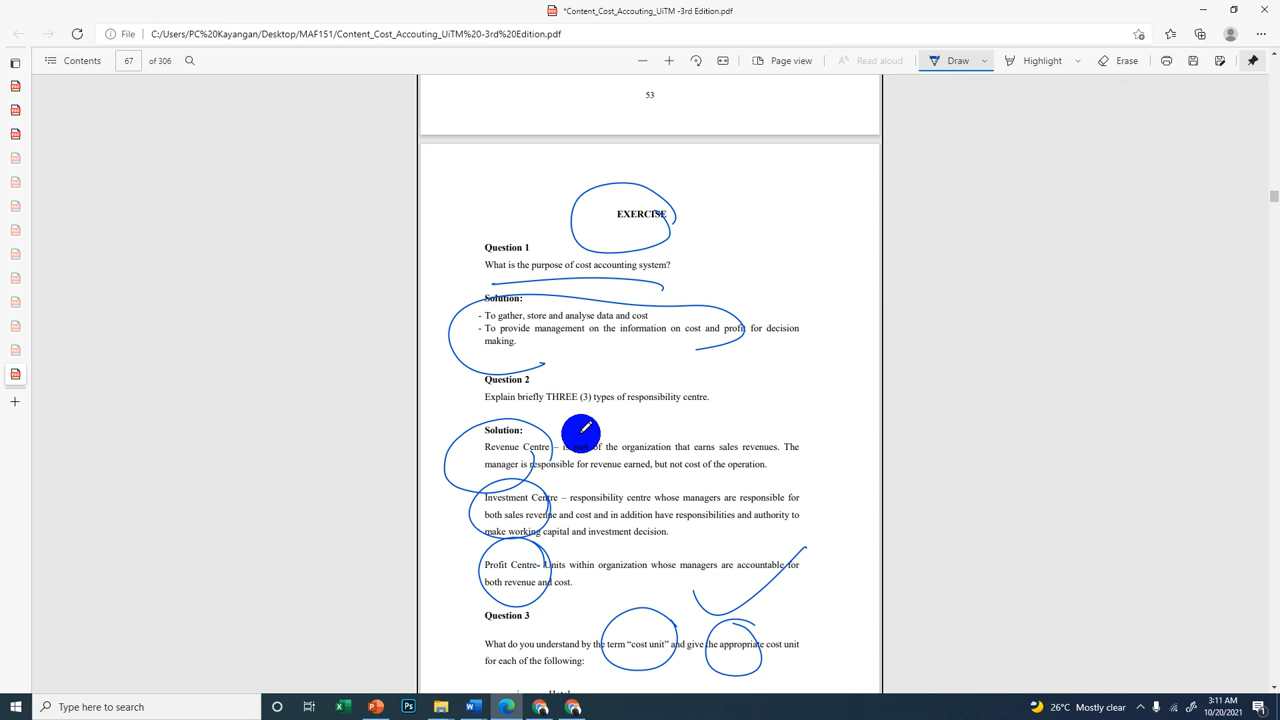 *Content_Cost_Accouting_UiTM -3rd Edition.pdf
File C:/Users/PC%20Kayangan/Desktop/MAF151/Content_Cost_Accouting_UiTM%20-3rd%20Edition.pdf
Contents 67 of 306 Page view Read aloud Draw Highlight Erase
53
EXERCISE
Question 1
What is the purpose of cost accounting system?
Solution:
- To gather, store and analyse data and cost
- To provide management on the information on cost and profit for decision
making.
Question 2
Explain briefly THREE (3) types of responsibility centre.
Solution:
Revenue Centre – is part of the organization that earns sales revenues. The
manager is responsible for revenue earned, but not cost of the operation.
Investment Centre – responsibility centre whose managers are responsible for
both sales revenue and cost and in addition have responsibilities and authority to
make working capital and investment decision.
Profit Centre- Units within organization whose managers are accountable for
both revenue and cost.
Question 3
What do you understand by the term “cost unit” and give the appropriate cost unit
for each of the following:
Hotel
Type here to search
26°C Mostly clear
3:11 AM
10/20/2021